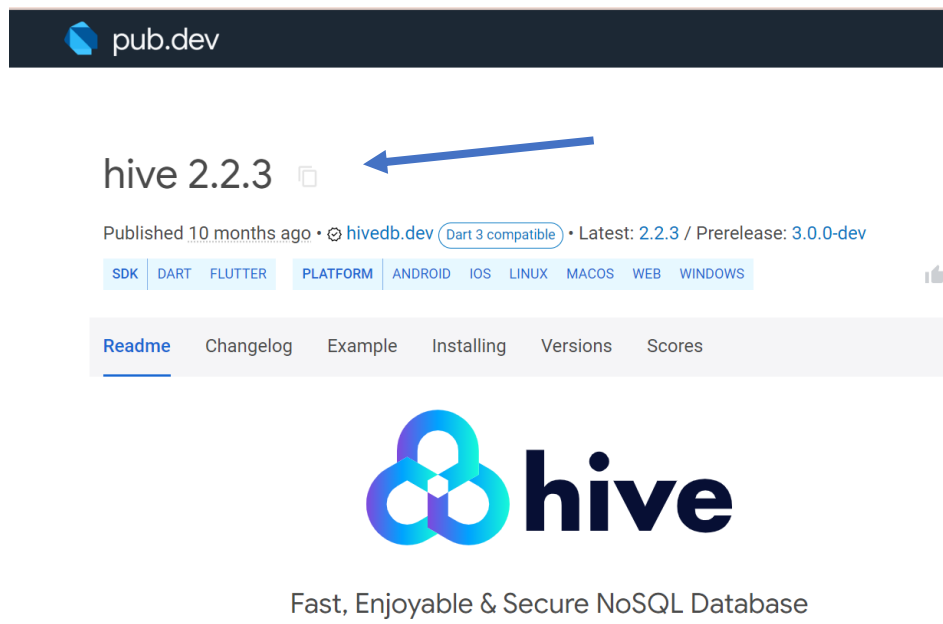 pub.dev
hive 2.2.3
Published 10 months ago • hivedb.dev Dart 3 compatible • Latest: 2.2.3 / Prerelease: 3.0.0-dev
SDK DART FLUTTER PLATFORM ANDROID IOS LINUX MACOS WEB WINDOWS
Readme Changelog Example Installing Versions Scores
hive
Fast, Enjoyable & Secure NoSQL Database